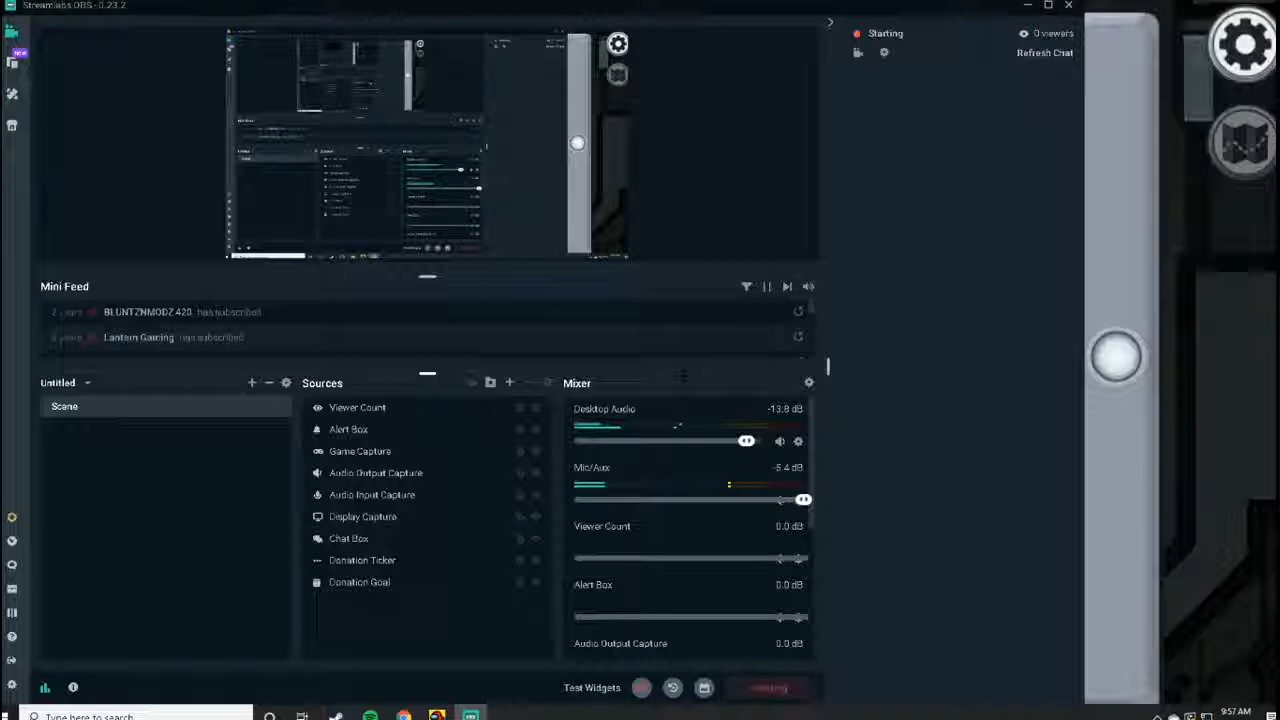 Streamlabs OBS - 0.23.2
New
Starting
0 viewers
Refresh Chat
Mini Feed
BLUNTZNMODZ 420 has subscribed
Lantern Gaming has subscribed
Untitled
Scene
Sources
Viewer Count
Alert Box
Game Capture
Audio Output Capture
Audio Input Capture
Display Capture
Chat Box
Donation Ticker
Donation Goal
Mixer
Desktop Audio -13.8 dB
Mic/Aux -5.4 dB
Viewer Count 0.0 dB
Alert Box 0.0 dB
Audio Output Capture 0.0 dB
Test Widgets
Type here to search
9:57 AM